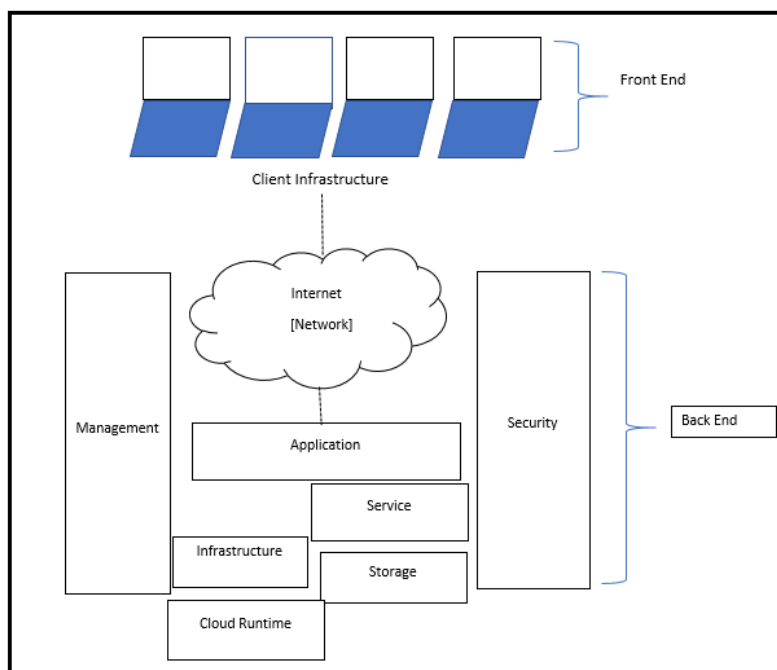 Front End
Client Infrastructure
Internet
[Network]
Management
Application
Security
Back End
Service
Infrastructure
Storage
Cloud Runtime